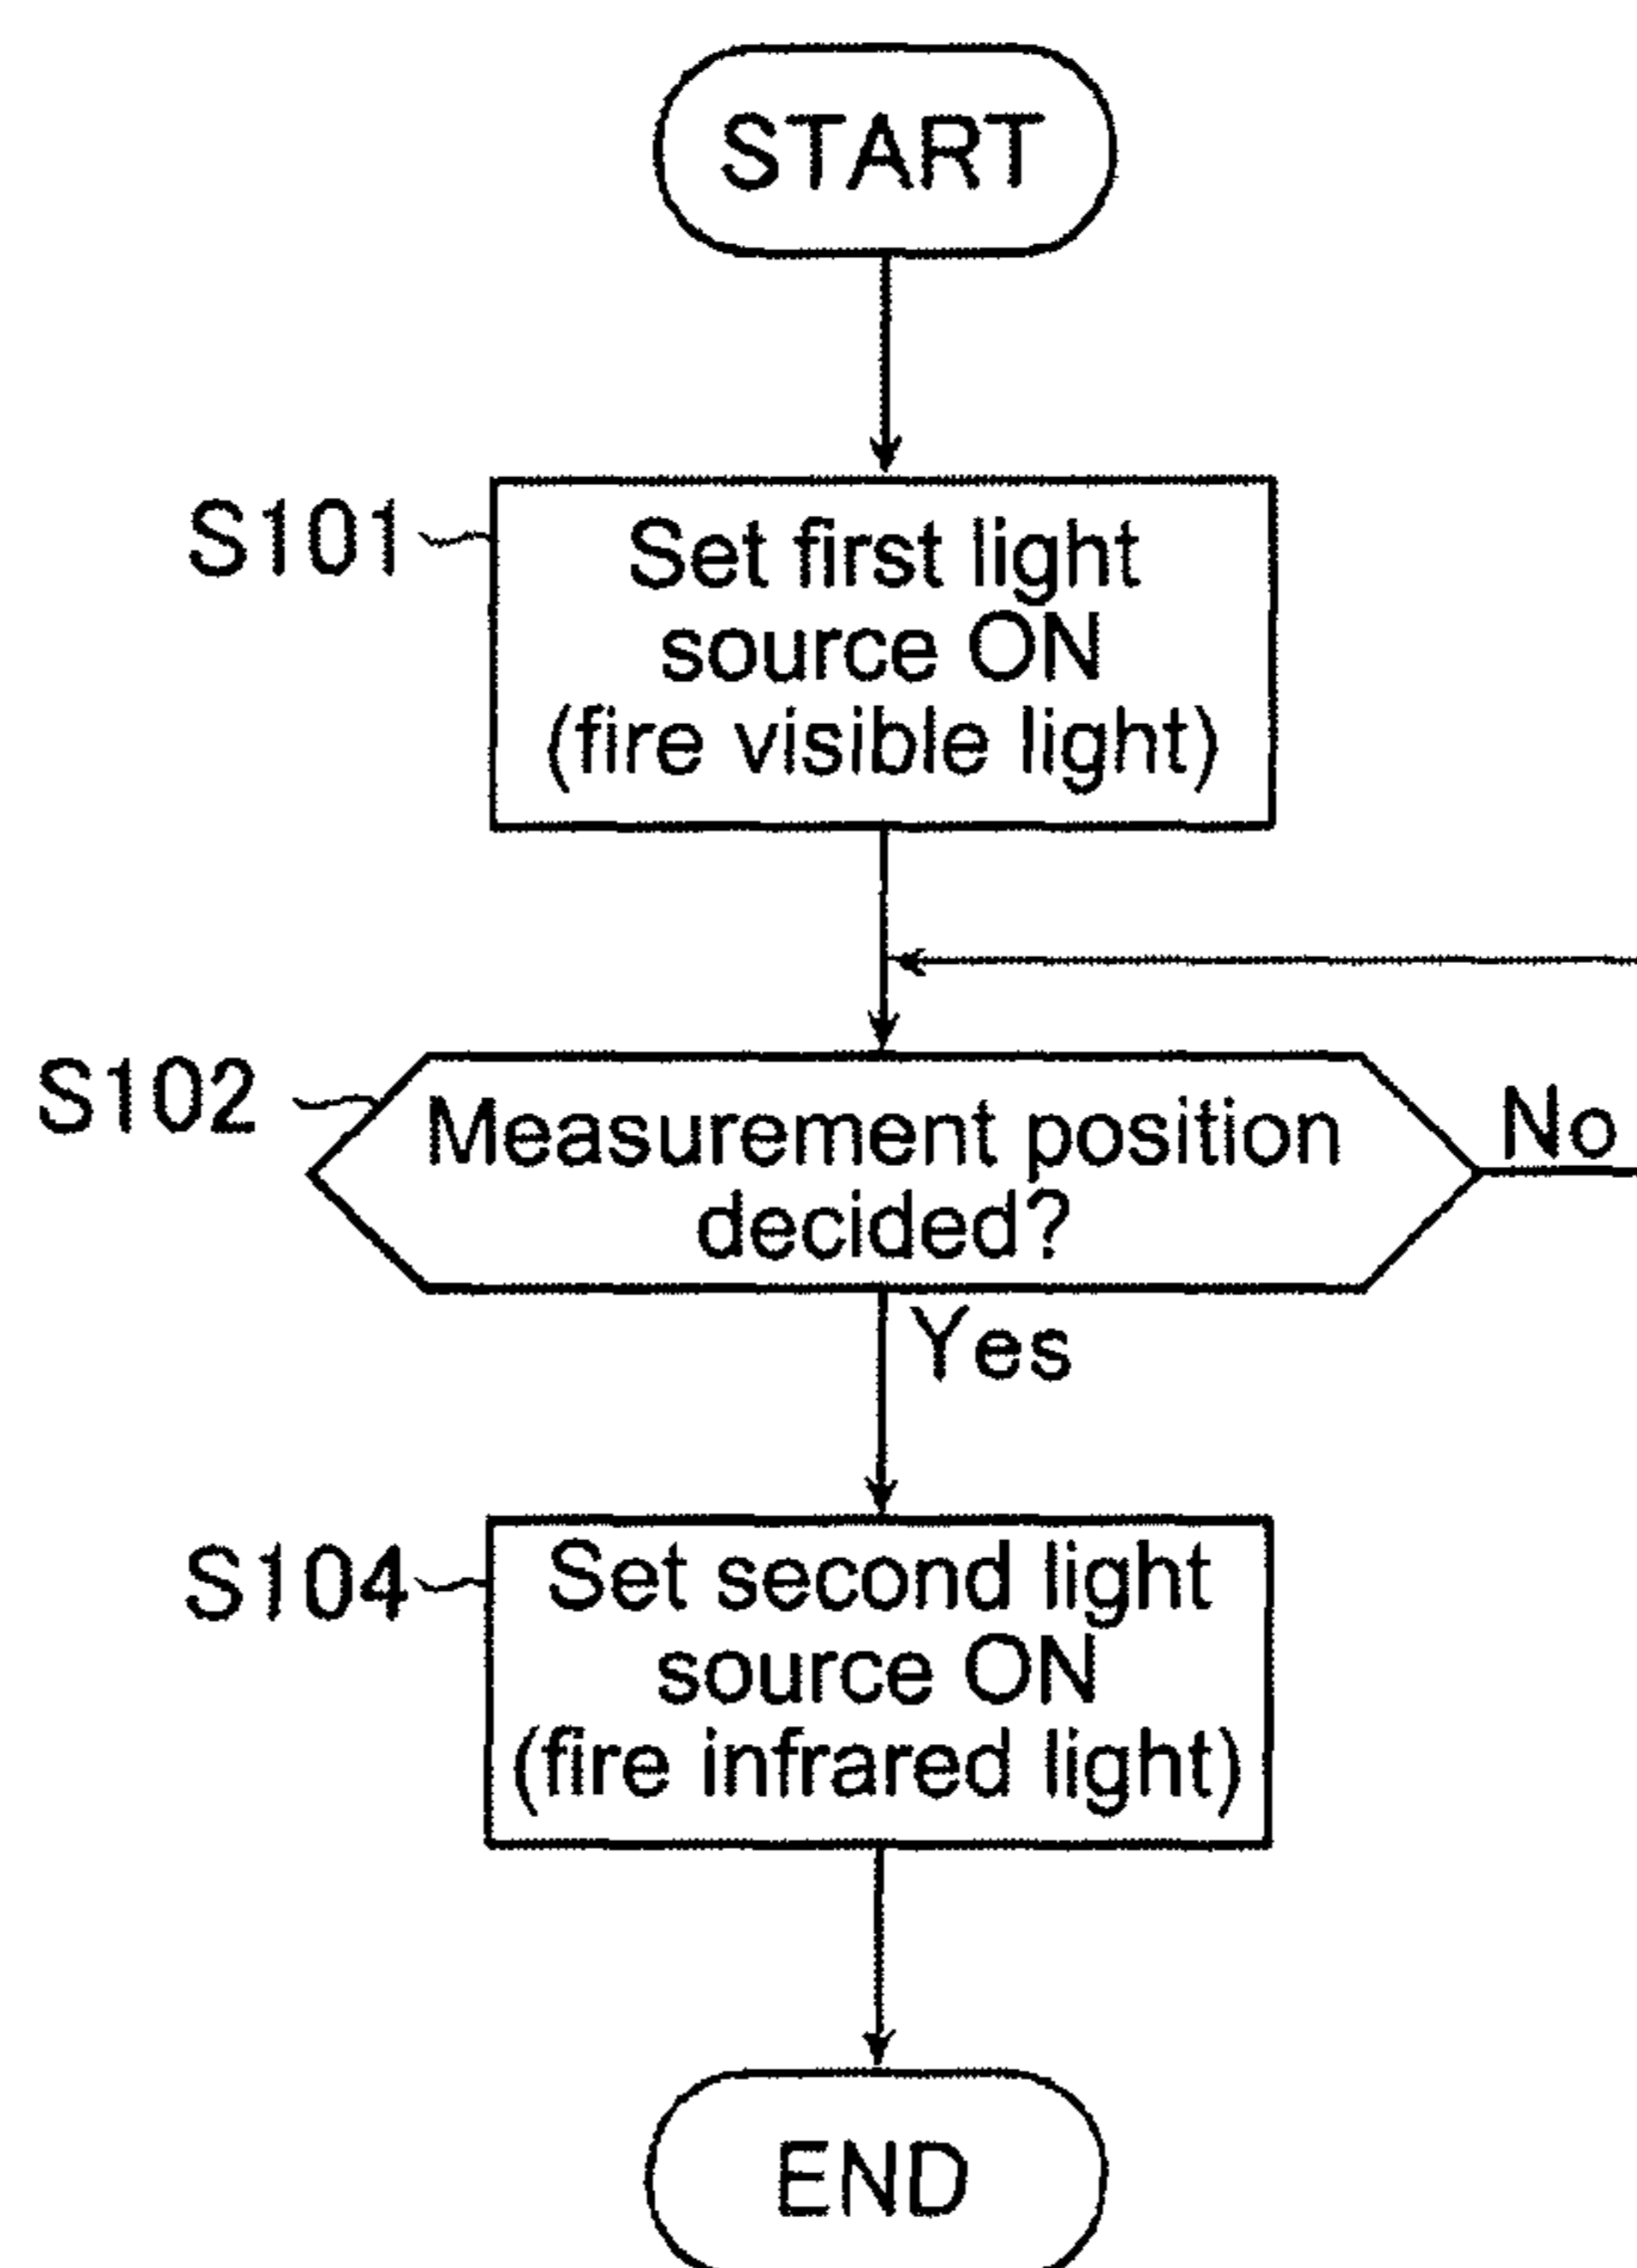 START
S101
Set first light
source ON
(fire visible light)
S102
Measurement position
decided?
No
Yes
S104
Set second light
source ON
(fire infrared light)
END